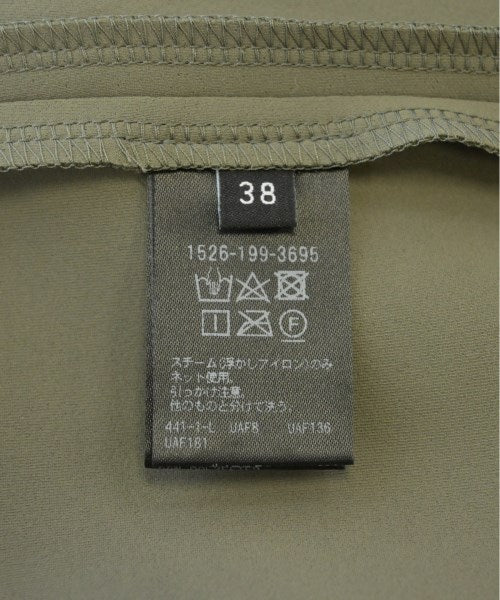 38
1526-199-3695
F
スチーム(浮かしアイロン)のみ
ネット使用。
引っかけ注意。
他のものと分けて洗う。
441-1-L UAF8 UAF136
UAF181